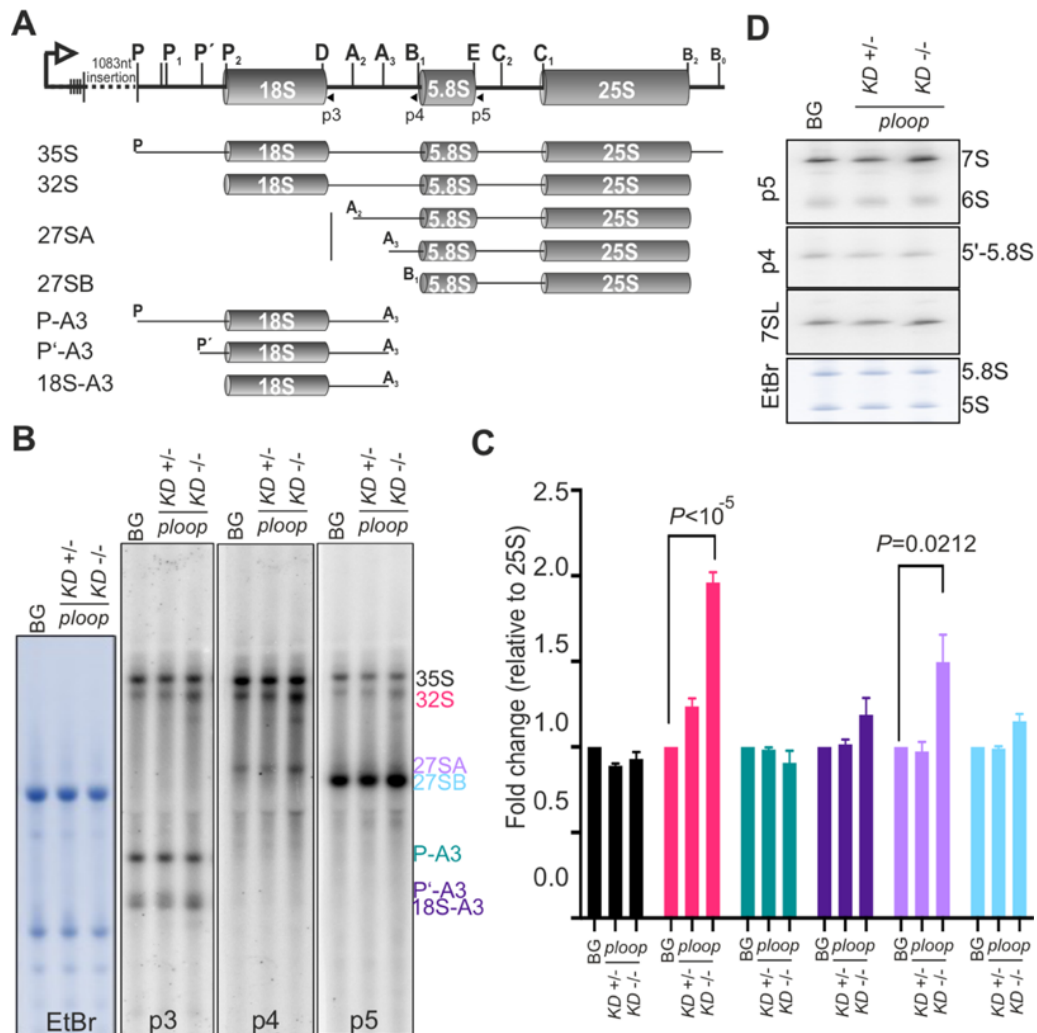 A
P P1 P´ P2 D A2 A3 B1 E C2 C1 B2 B0
1083nt
insertion
18S 5.8S 25S
p3 p4 p5
35S P 18S 5.8S 25S
32S 18S 5.8S 25S
27SA A2 5.8S 25S
A3 5.8S 25S
27SB B1 5.8S 25S
P-A3 P 18S A3
P‘-A3 P´ 18S A3
18S-A3 18S A3
D
BG KD +/- KD -/-
ploop
p5 7S
6S
p4 5'-5.8S
7SL
EtBr 5.8S
5S
B
BG KD +/- KD -/-
ploop
BG KD +/- KD -/-
ploop
BG KD +/- KD -/-
ploop
BG KD +/- KD -/-
ploop
35S
32S
27SA
27SB
P-A3
P‘-A3
18S-A3
EtBr p3 p4 p5
C
Fold change (relative to 25S)
2.5
2.0
1.5
1.0
0.5
0.0
P<10-5
P=0.0212
BG ploop BG ploop BG ploop BG ploop BG ploop BG ploop
KD +/- KD -/- KD +/- KD -/- KD +/- KD -/- KD +/- KD -/- KD +/- KD -/- KD +/- KD -/-